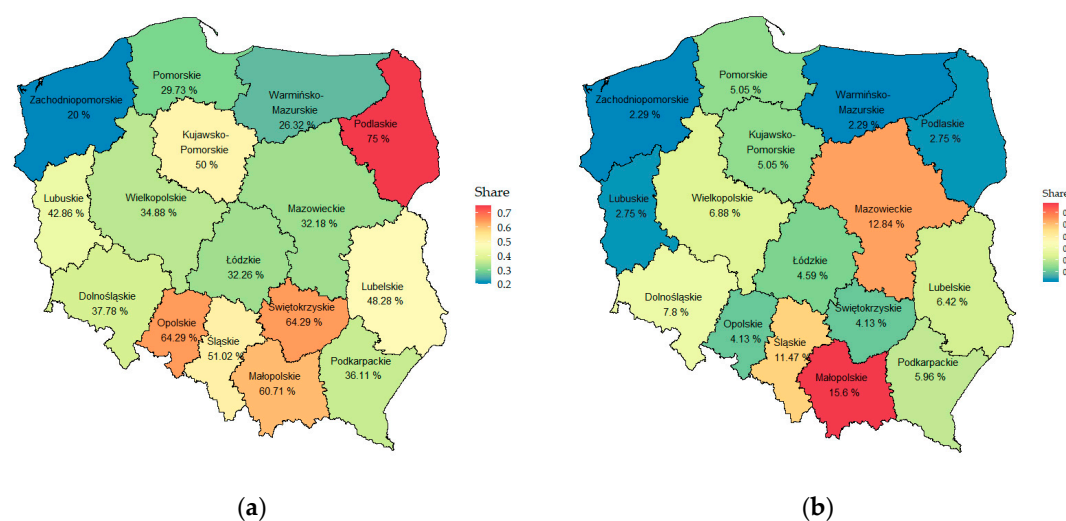 Pomorskie
29.73 %
Zachodniopomorskie
20 %
Warmińsko-
Mazurskie
26.32 %
Podlaskie
75 %
Kujawsko-
Pomorskie
50 %
Lubuskie
42.86 %
Wielkopolskie
34.88 %
Mazowieckie
32.18 %
Łódzkie
32.26 %
Lubelskie
48.28 %
Dolnośląskie
37.78 %
Opolskie
64.29 %
Śląskie
51.02 %
Świętokrzyskie
64.29 %
Małopolskie
60.71 %
Podkarpackie
36.11 %
Share
0.7
0.6
0.5
0.4
0.3
0.2
(a)
Pomorskie
5.05 %
Zachodniopomorskie
2.29 %
Warmińsko-
Mazurskie
2.29 %
Podlaskie
2.75 %
Kujawsko-
Pomorskie
5.05 %
Lubuskie
2.75 %
Wielkopolskie
6.88 %
Mazowieckie
12.84 %
Łódzkie
4.59 %
Lubelskie
6.42 %
Dolnośląskie
7.8 %
Opolskie
4.13 %
Śląskie
11.47 %
Świętokrzyskie
4.13 %
Małopolskie
15.6 %
Podkarpackie
5.96 %
Share
(b)